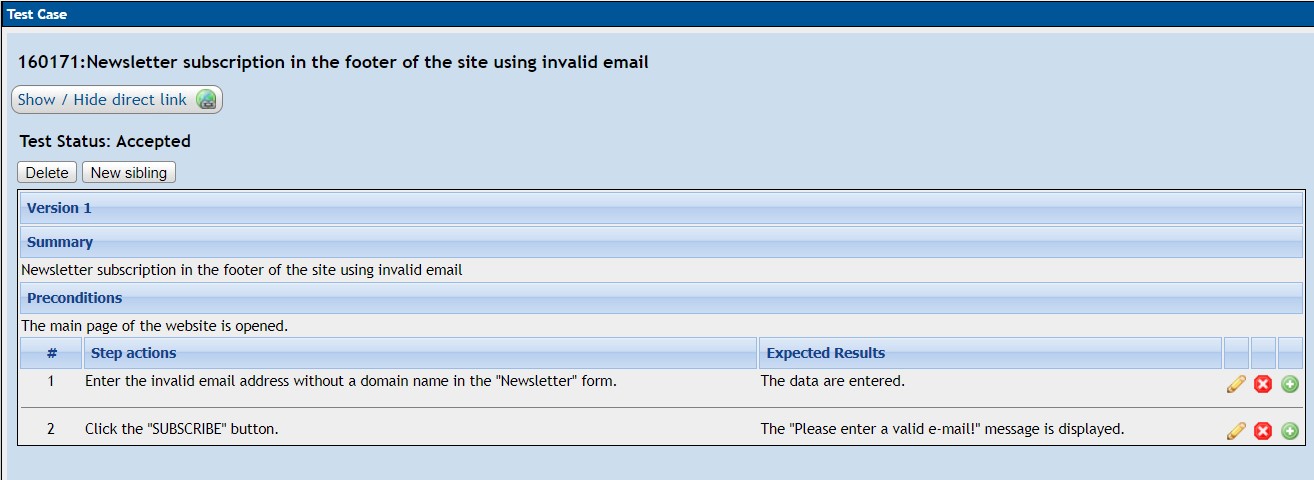 Test Case
160171:Newsletter subscription in the footer of the site using invalid email
Show / Hide direct link
Test Status: Accepted
Delete New sibling
Version 1
Summary
Newsletter subscription in the footer of the site using invalid email
Preconditions
The main page of the website is opened.
# Step actions Expected Results
1 Enter the invalid email address without a domain name in the "Newsletter" form. The data are entered.
2 Click the "SUBSCRIBE" button. The "Please enter a valid e-mail!" message is displayed.